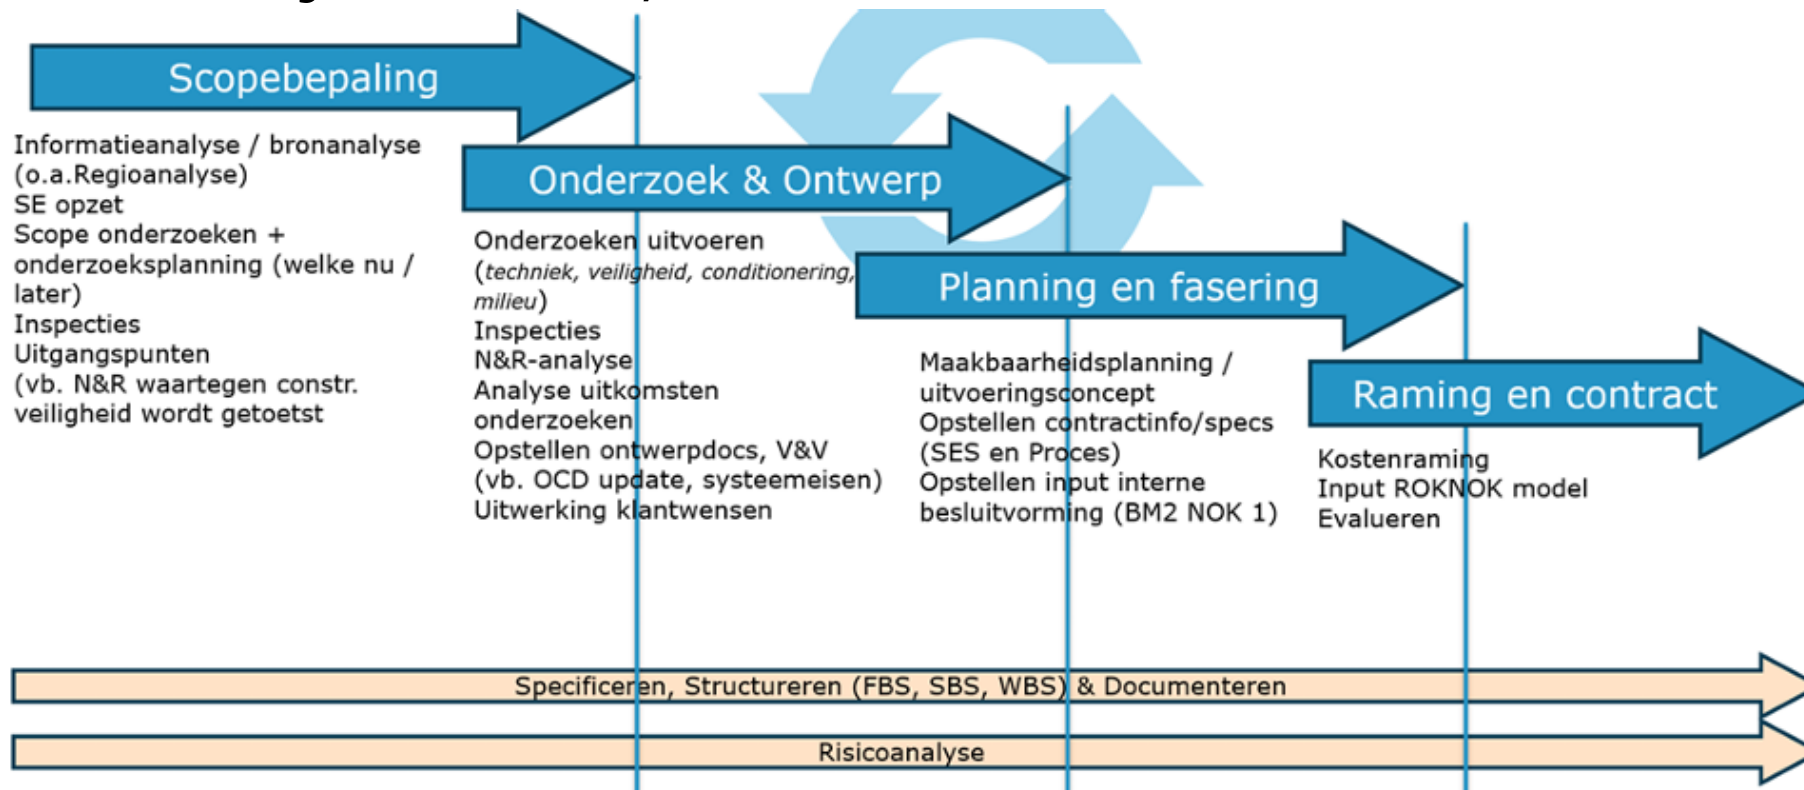 Scopebepaling
Informatieanalyse / bronanalyse
(o.a.Regioanalyse)
SE opzet
Scope onderzoeken +
onderzoeksplanning (welke nu /
later)
Inspecties
Uitgangspunten
(vb. N&R waartegen constr.
veiligheid wordt getoetst
Onderzoek & Ontwerp
Onderzoeken uitvoeren
(techniek, veiligheid, conditionering,
milieu)
Inspecties
N&R-analyse
Analyse uitkomsten
onderzoeken
Opstellen ontwerpdocs, V&V
(vb. OCD update, systeemeisen)
Uitwerking klantwensen
Planning en fasering
Maakbaarheidsplanning /
uitvoeringsconcept
Opstellen contractinfo/specs
(SES en Proces)
Opstellen input interne
besluitvorming (BM2 NOK 1)
Raming en contract
Kostenraming
Input ROKNOK model
Evalueren
Specificeren, Structureren (FBS, SBS, WBS) & Documenteren
Risicoanalyse